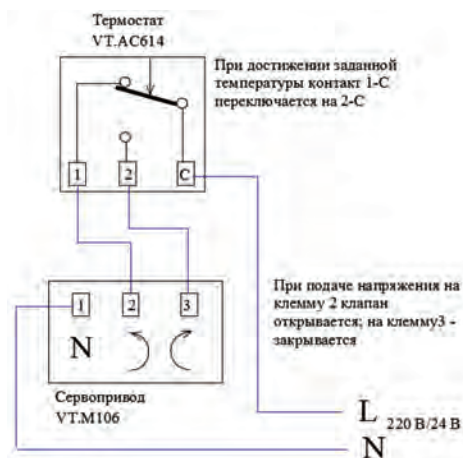 Термостат
VT.AC614
При достижении заданной
температуры контакт 1-С
переключается на 2-С
1 2 C
1 2 3
N
При подаче напряжения на
клемму 2 клапан
открывается; на клемму3 -
закрывается
Сервопривод
VT.M106
L 220 В/24 В
N